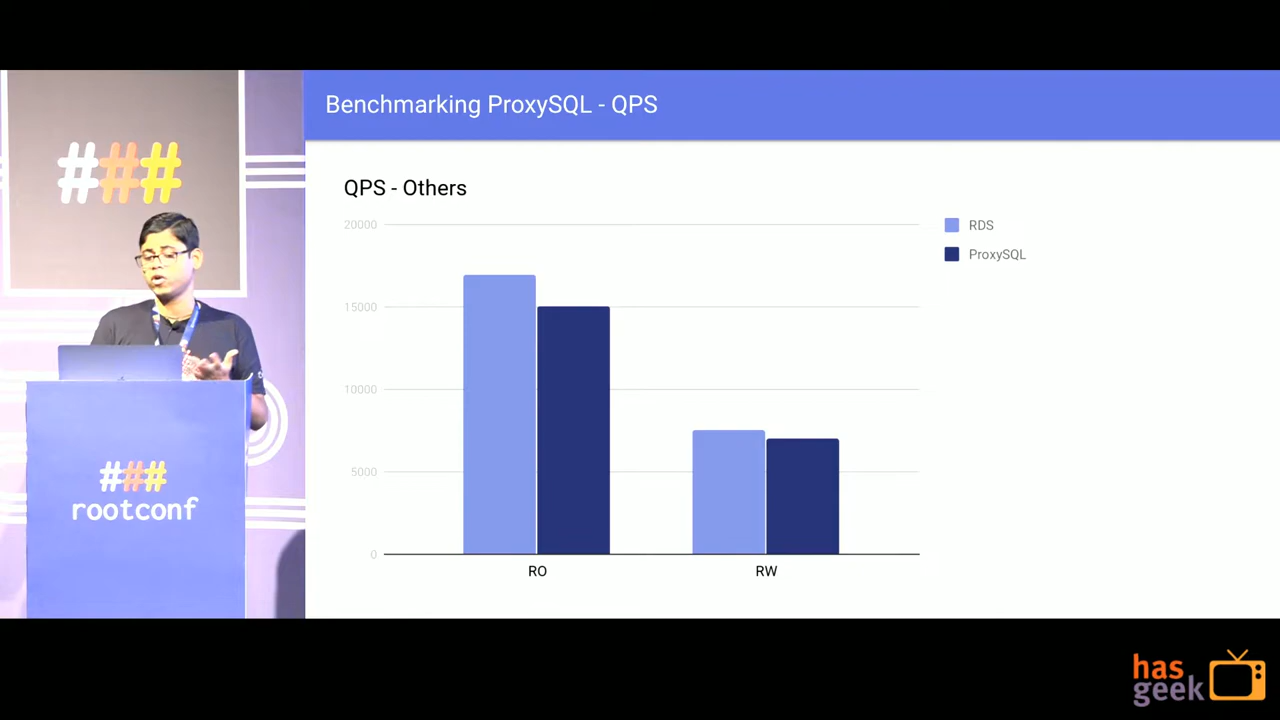 Benchmarking ProxySQL - QPS
QPS - Others
20000
15000
10000
5000
0
RO
RW
RDS
ProxySQL
###
###
rootconf
has
geek